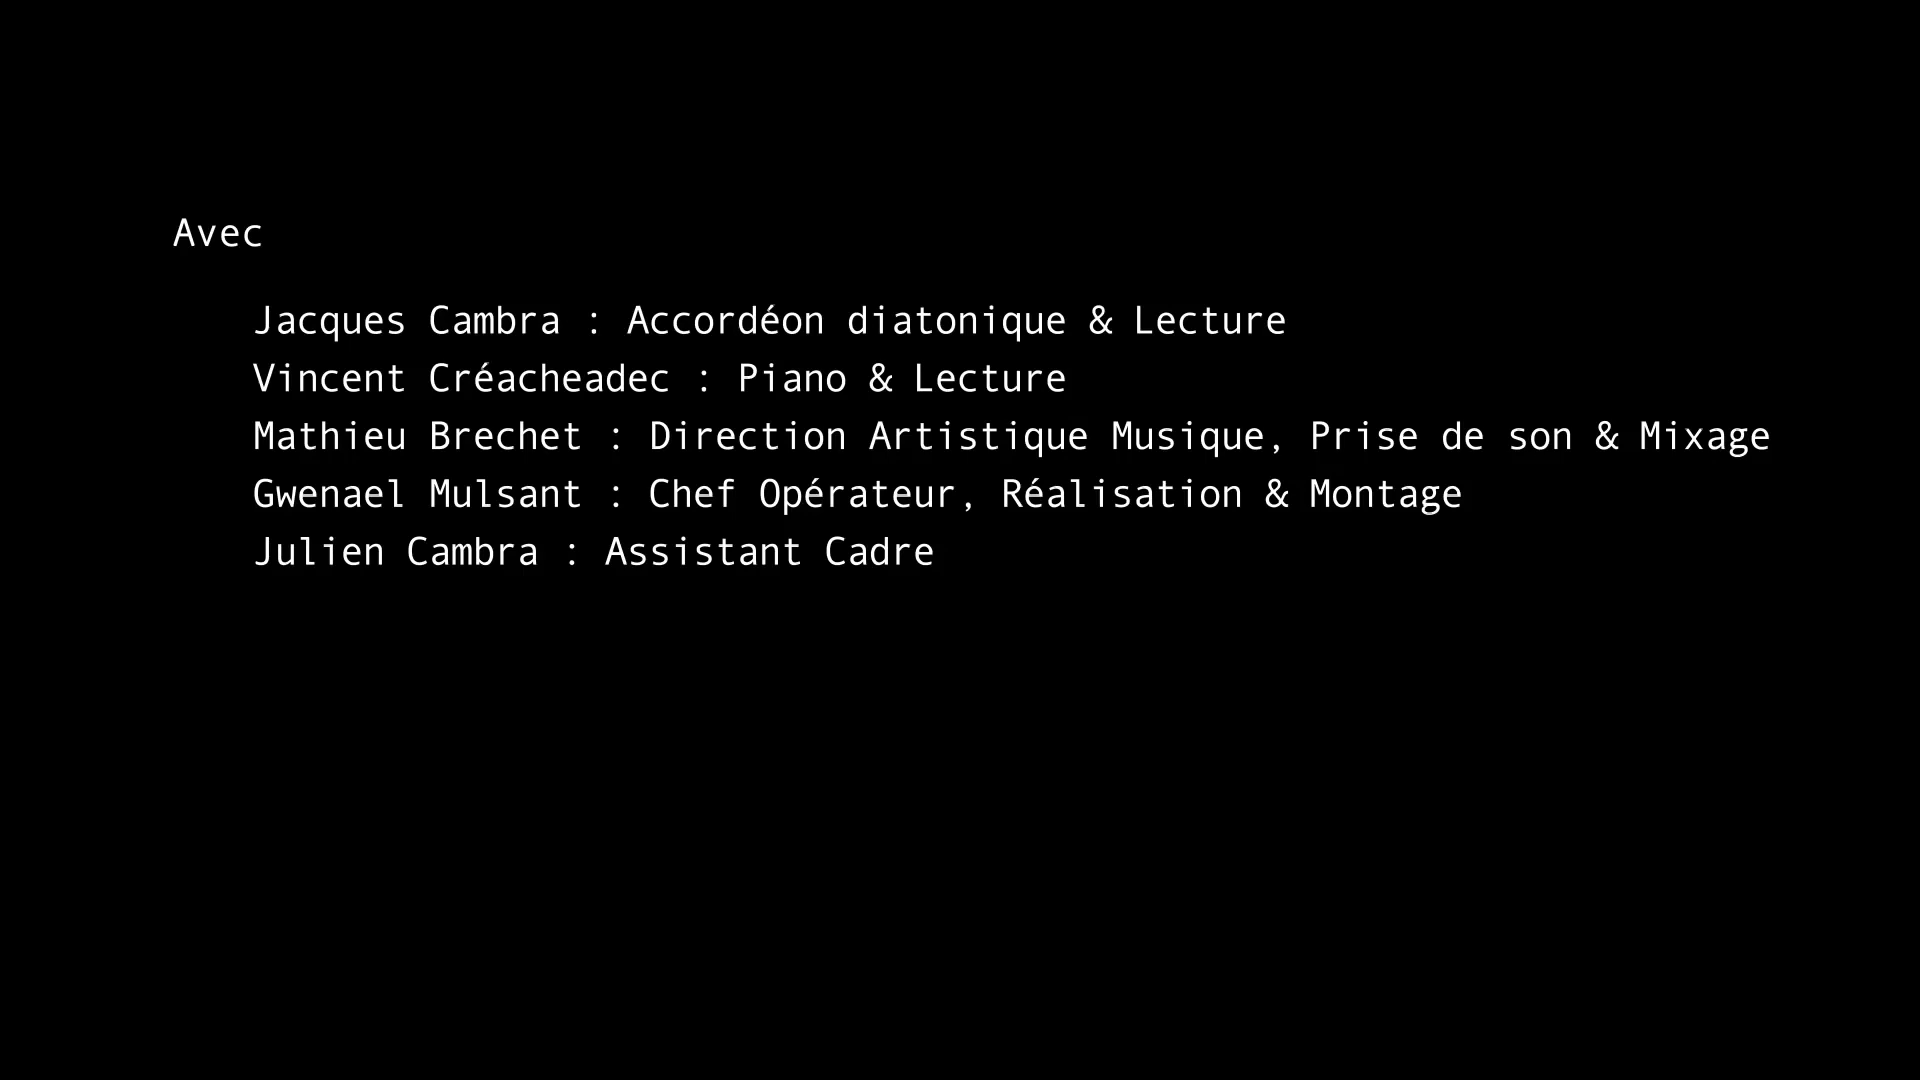 Avec
Jacques Cambra : Accordéon diatonique & Lecture
Vincent Créacheadec : Piano & Lecture
Mathieu Brechet : Direction Artistique Musique, Prise de son & Mixage
Gwenael Mulsant : Chef Opérateur, Réalisation & Montage
Julien Cambra : Assistant Cadre